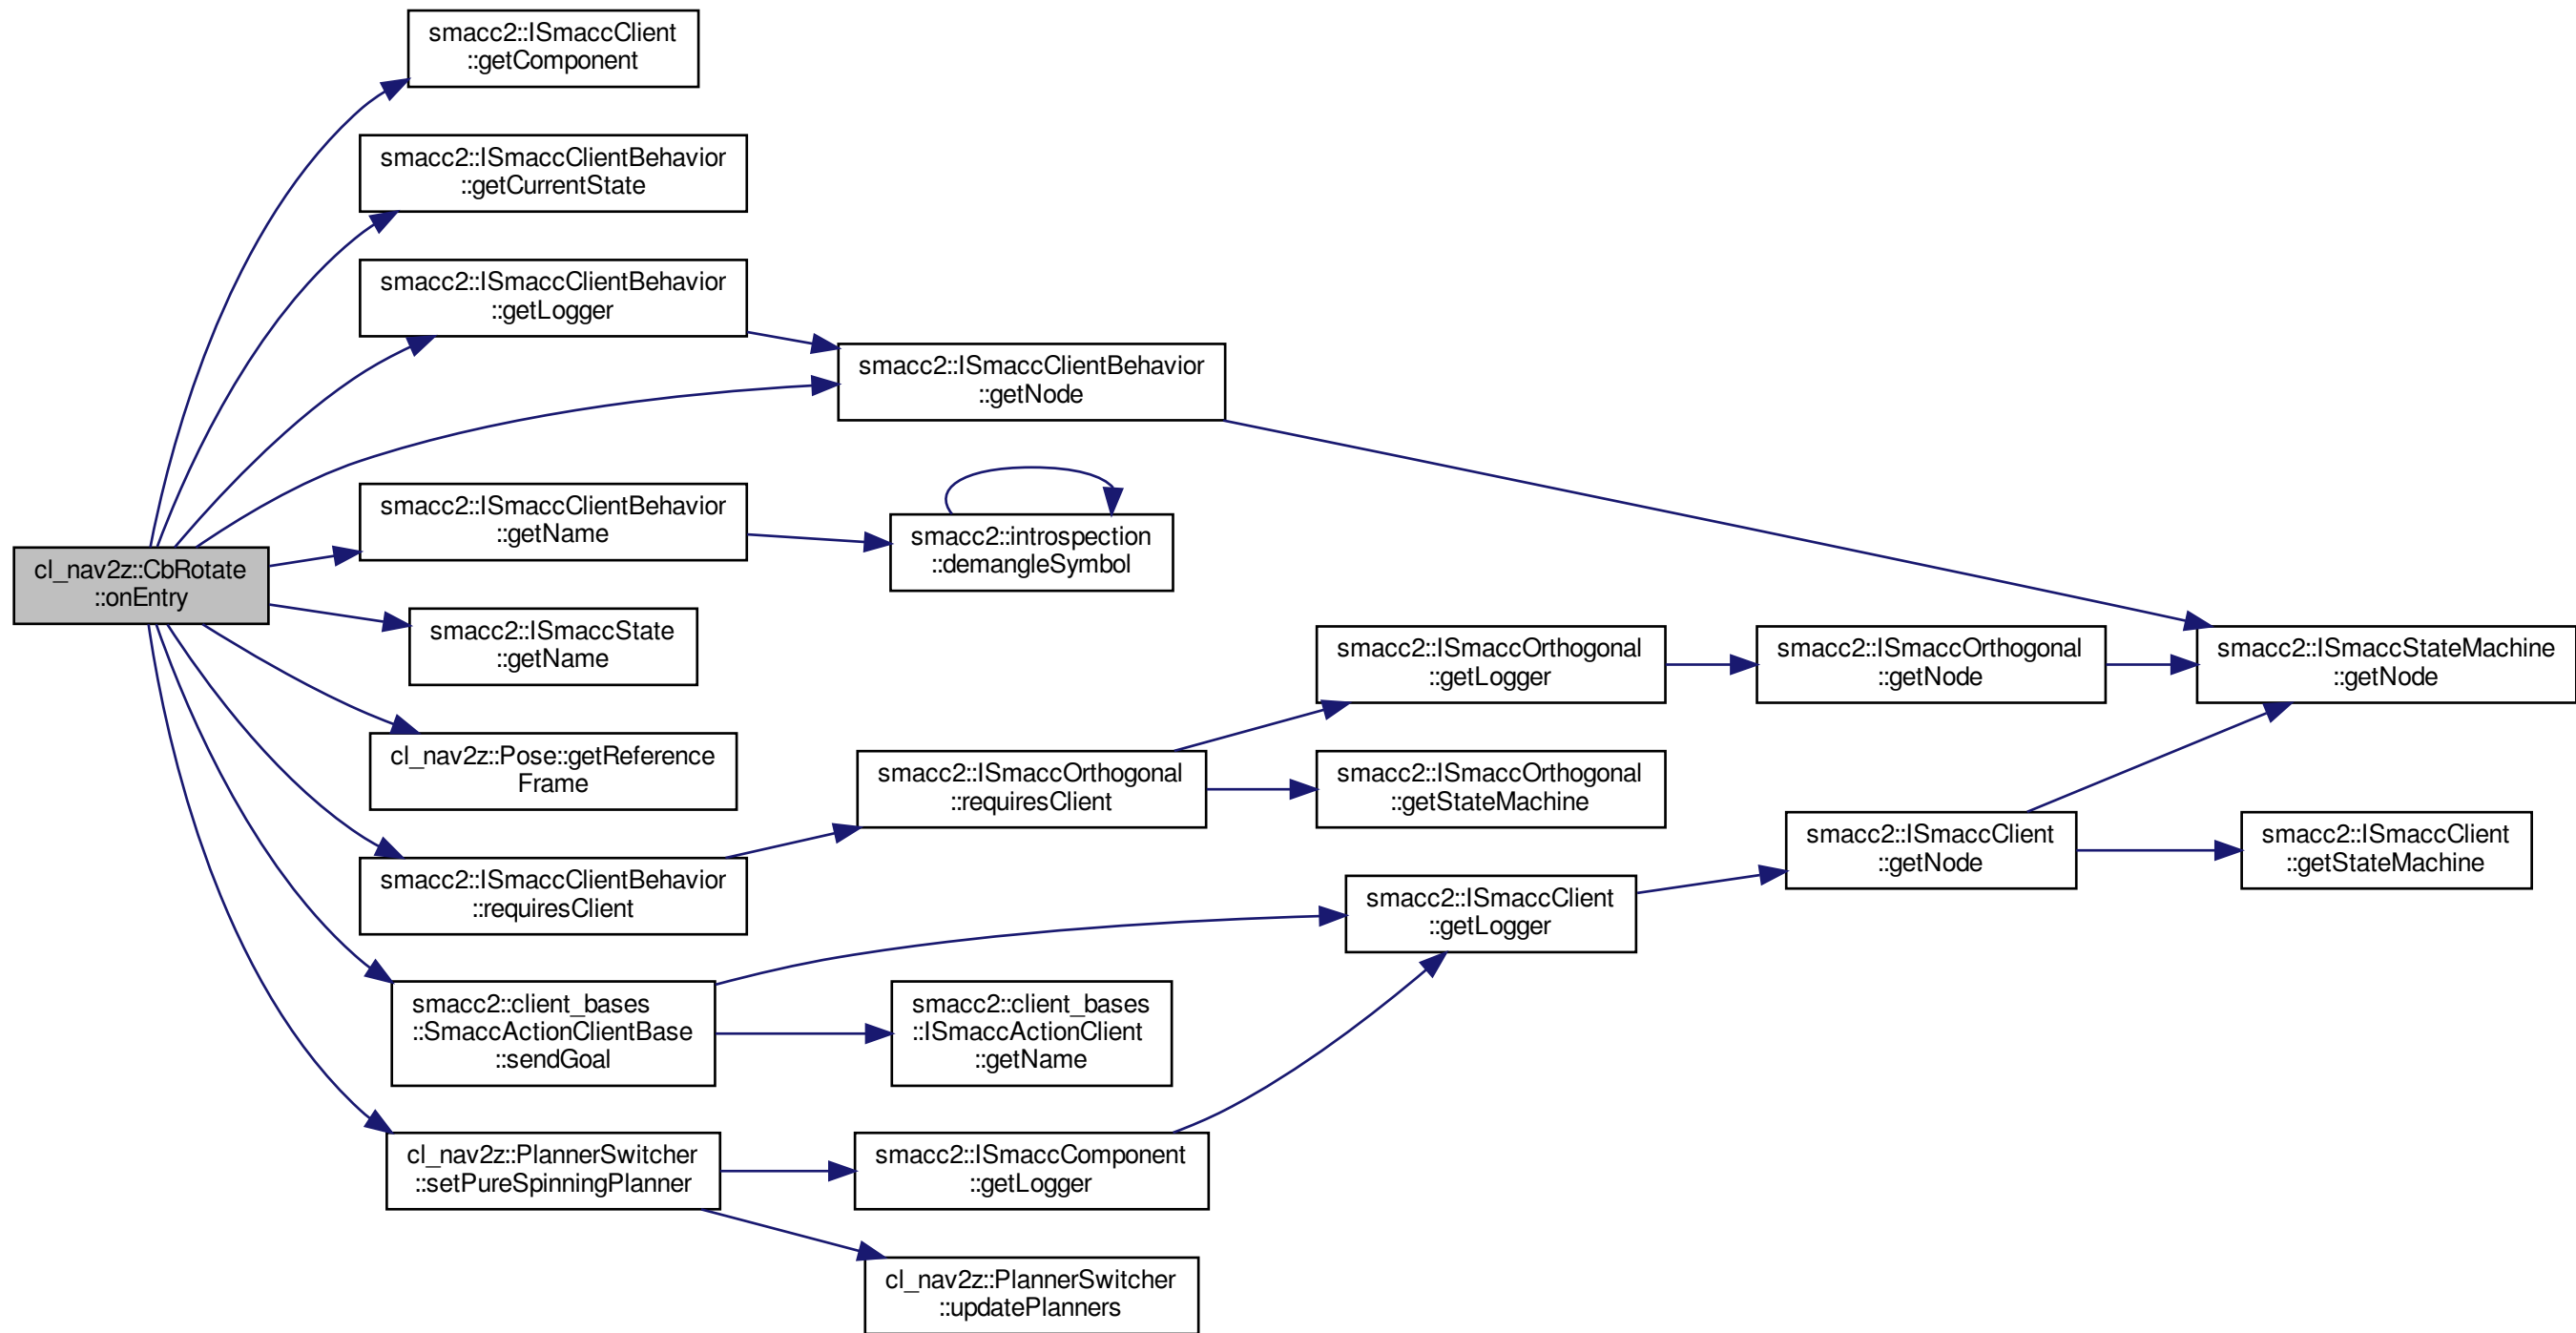 smacc2::ISmaccClient
::getComponent
smacc2::ISmaccClientBehavior
::getCurrentState
smacc2::ISmaccClientBehavior
::getLogger
smacc2::ISmaccClientBehavior
::getNode
smacc2::ISmaccClientBehavior
::getName
smacc2::introspection
::demangleSymbol
cl_nav2z::CbRotate
::onEntry
smacc2::ISmaccState
::getName
smacc2::ISmaccOrthogonal
::getLogger
smacc2::ISmaccOrthogonal
::getNode
smacc2::ISmaccStateMachine
::getNode
cl_nav2z::Pose::getReference
Frame
smacc2::ISmaccOrthogonal
::requiresClient
smacc2::ISmaccOrthogonal
::getStateMachine
smacc2::ISmaccClient
::getNode
smacc2::ISmaccClient
::getStateMachine
smacc2::ISmaccClientBehavior
::requiresClient
smacc2::ISmaccClient
::getLogger
smacc2::client_bases
::SmaccActionClientBase
::sendGoal
smacc2::client_bases
::ISmaccActionClient
::getName
cl_nav2z::PlannerSwitcher
::setPureSpinningPlanner
smacc2::ISmaccComponent
::getLogger
cl_nav2z::PlannerSwitcher
::updatePlanners